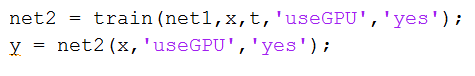 net2 = train(net1,x,t,'useGPU','yes');
y = net2(x,'useGPU','yes');